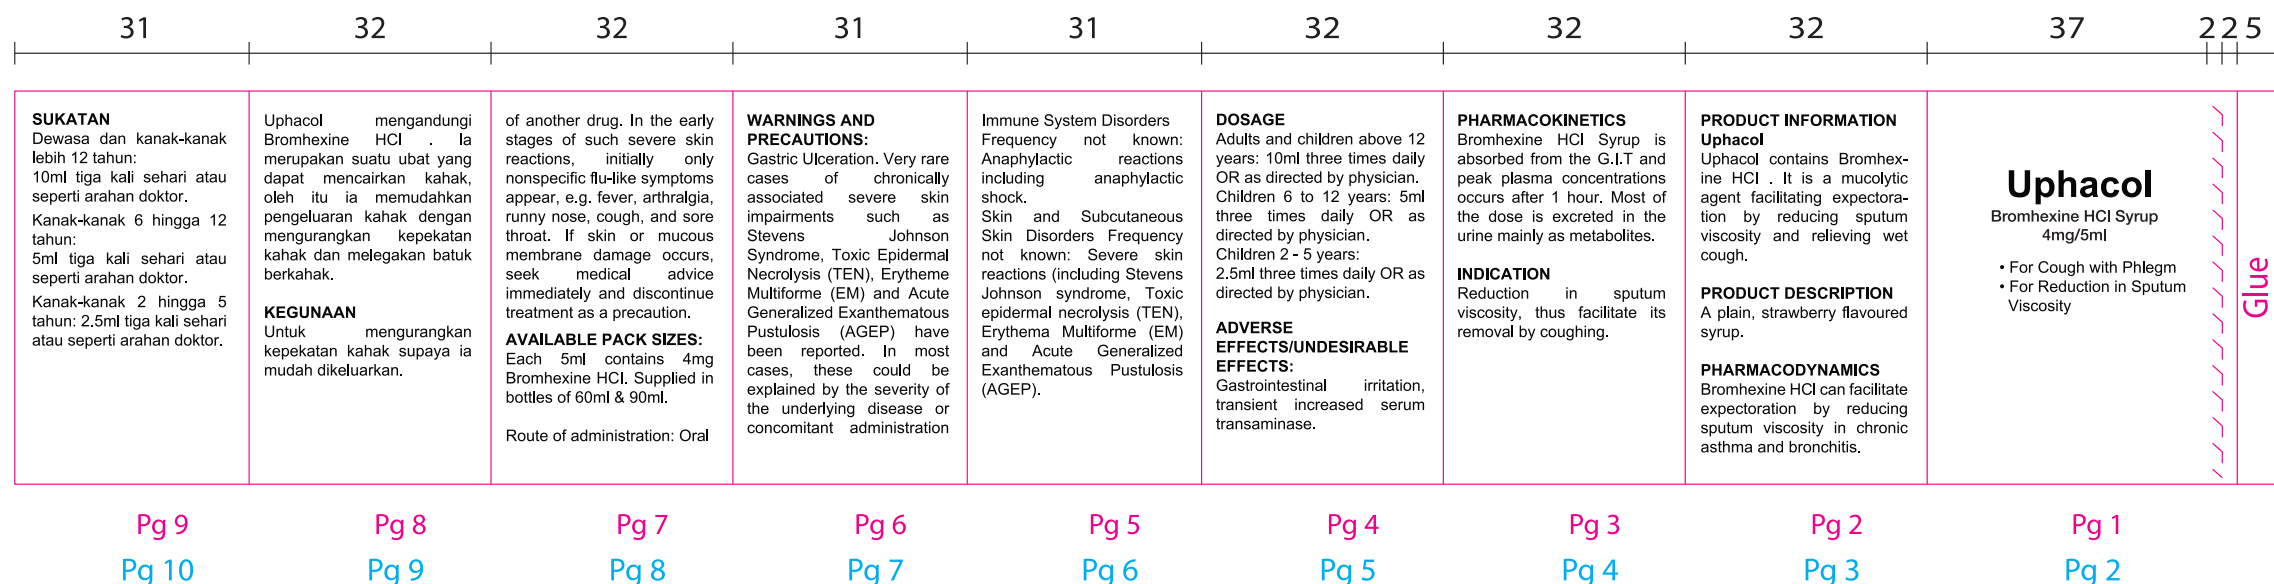 31 32 32 31 31 32 32 32 37 2 2 5
SUKATAN
Dewasa dan kanak-kanak
lebih 12 tahun:
10ml tiga kali sehari atau
seperti arahan doktor.
Kanak-kanak 6 hingga 12
tahun:
5ml tiga kali sehari atau
seperti arahan doktor.
Kanak-kanak 2 hingga 5
tahun: 2.5ml tiga kali sehari
atau seperti arahan doktor.
Uphacol mengandungi
Bromhexine HCl . Ia
merupakan suatu ubat yang
dapat mencairkan kahak,
oleh itu ia memudahkan
pengeluaran kahak dengan
mengurangkan kepekatan
kahak dan melegakan batuk
berkahak.
KEGUNAAN
Untuk mengurangkan
kepekatan kahak supaya ia
mudah dikeluarkan.
of another drug. In the early
stages of such severe skin
reactions, initially only
nonspecific flu-like symptoms
appear, e.g. fever, arthralgia,
runny nose, cough, and sore
throat. If skin or mucous
membrane damage occurs,
seek medical advice
immediately and discontinue
treatment as a precaution.
AVAILABLE PACK SIZES:
Each 5ml contains 4mg
Bromhexine HCl. Supplied in
bottles of 60ml & 90ml.
Route of administration: Oral
WARNINGS AND
PRECAUTIONS:
Gastric Ulceration. Very rare
cases of chronically
associated severe skin
impairments such as
Stevens Johnson
Syndrome, Toxic Epidermal
Necrolysis (TEN), Erytheme
Multiforme (EM) and Acute
Generalized Exanthematous
Pustulosis (AGEP) have
been reported. In most
cases, these could be
explained by the severity of
the underlying disease or
concomitant administration
Immune System Disorders
Frequency not known:
Anaphylactic reactions
including anaphylactic
shock.
Skin and Subcutaneous
Skin Disorders Frequency
not known: Severe skin
reactions (including Stevens
Johnson syndrome, Toxic
epidermal necrolysis (TEN),
Erythema Multiforme (EM)
and Acute Generalized
Exanthematous Pustulosis
(AGEP).
DOSAGE
Adults and children above 12
years: 10ml three times daily
OR as directed by physician.
Children 6 to 12 years: 5ml
three times daily OR as
directed by physician.
Children 2 - 5 years:
2.5ml three times daily OR as
directed by physician.
ADVERSE
EFFECTS/UNDESIRABLE
EFFECTS:
Gastrointestinal irritation,
transient increased serum
transaminase.
PHARMACOKINETICS
Bromhexine HCl Syrup is
absorbed from the G.I.T and
peak plasma concentrations
occurs after 1 hour. Most of
the dose is excreted in the
urine mainly as metabolites.
INDICATION
Reduction in sputum
viscosity, thus facilitate its
removal by coughing.
PRODUCT INFORMATION
Uphacol
Uphacol contains Bromhex-
ine HCl . It is a mucolytic
agent facilitating expectora-
tion by reducing sputum
viscosity and relieving wet
cough.
PRODUCT DESCRIPTION
A plain, strawberry flavoured
syrup.
PHARMACODYNAMICS
Bromhexine HCl can facilitate
expectoration by reducing
sputum viscosity in chronic
asthma and bronchitis.
Uphacol
Bromhexine HCl Syrup
4mg/5ml
• For Cough with Phlegm
• For Reduction in Sputum
Viscosity
Glue
Pg 9 Pg 8 Pg 7 Pg 6 Pg 5 Pg 4 Pg 3 Pg 2 Pg 1
Pg 10 Pg 9 Pg 8 Pg 7 Pg 6 Pg 5 Pg 4 Pg 3 Pg 2